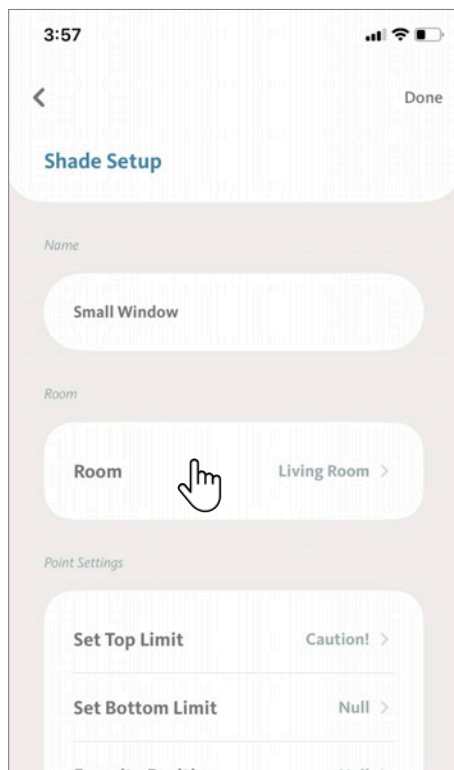 3:57
Done
Shade Setup
Name
Small Window
Room
Room Living Room
Point Settings
Set Top Limit Caution!
Set Bottom Limit Null